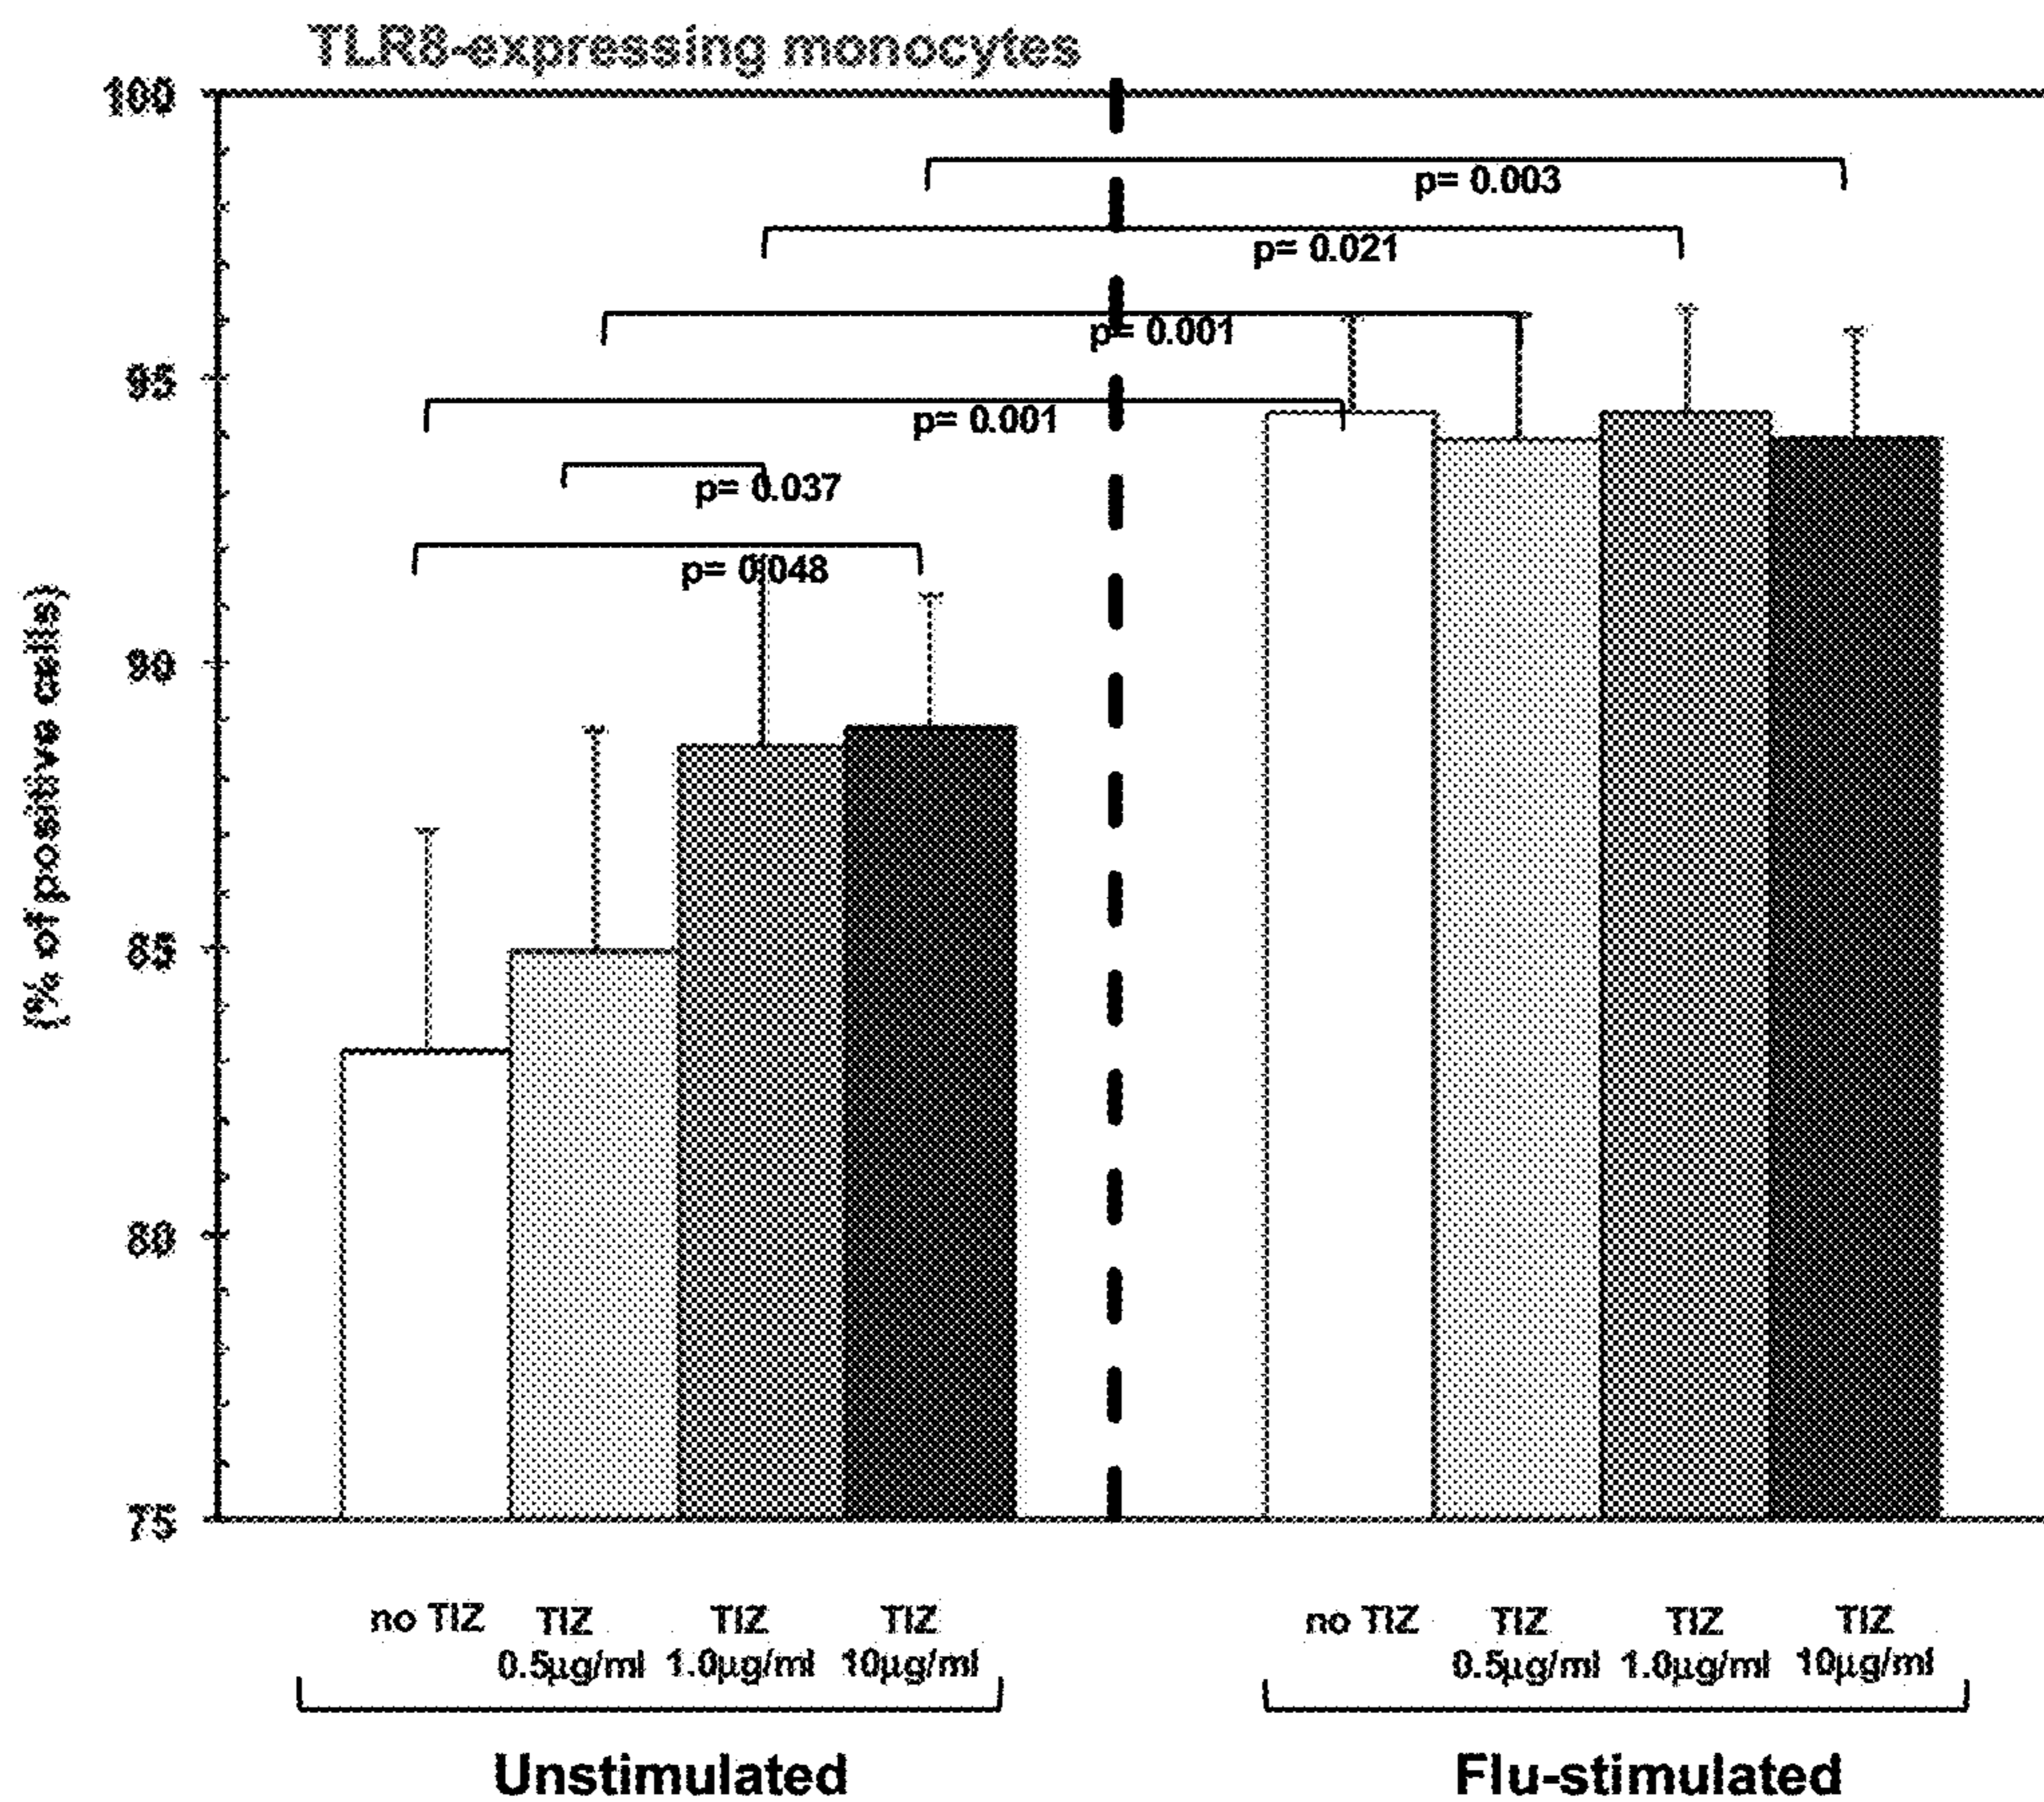 TLR8-expressing monocytes
100
p= 0.003
p= 0.021
p= 0.001
95
p= 0.001
p= 0.037
p= 0.048
(% of positive cells)
90
85
80
75
no TIZ TIZ TIZ TIZ no TIZ TIZ TIZ TIZ
0.5µg/ml 1.0µg/ml 10µg/ml 0.5µg/ml 1.0µg/ml 10µg/ml
Unstimulated Flu-stimulated